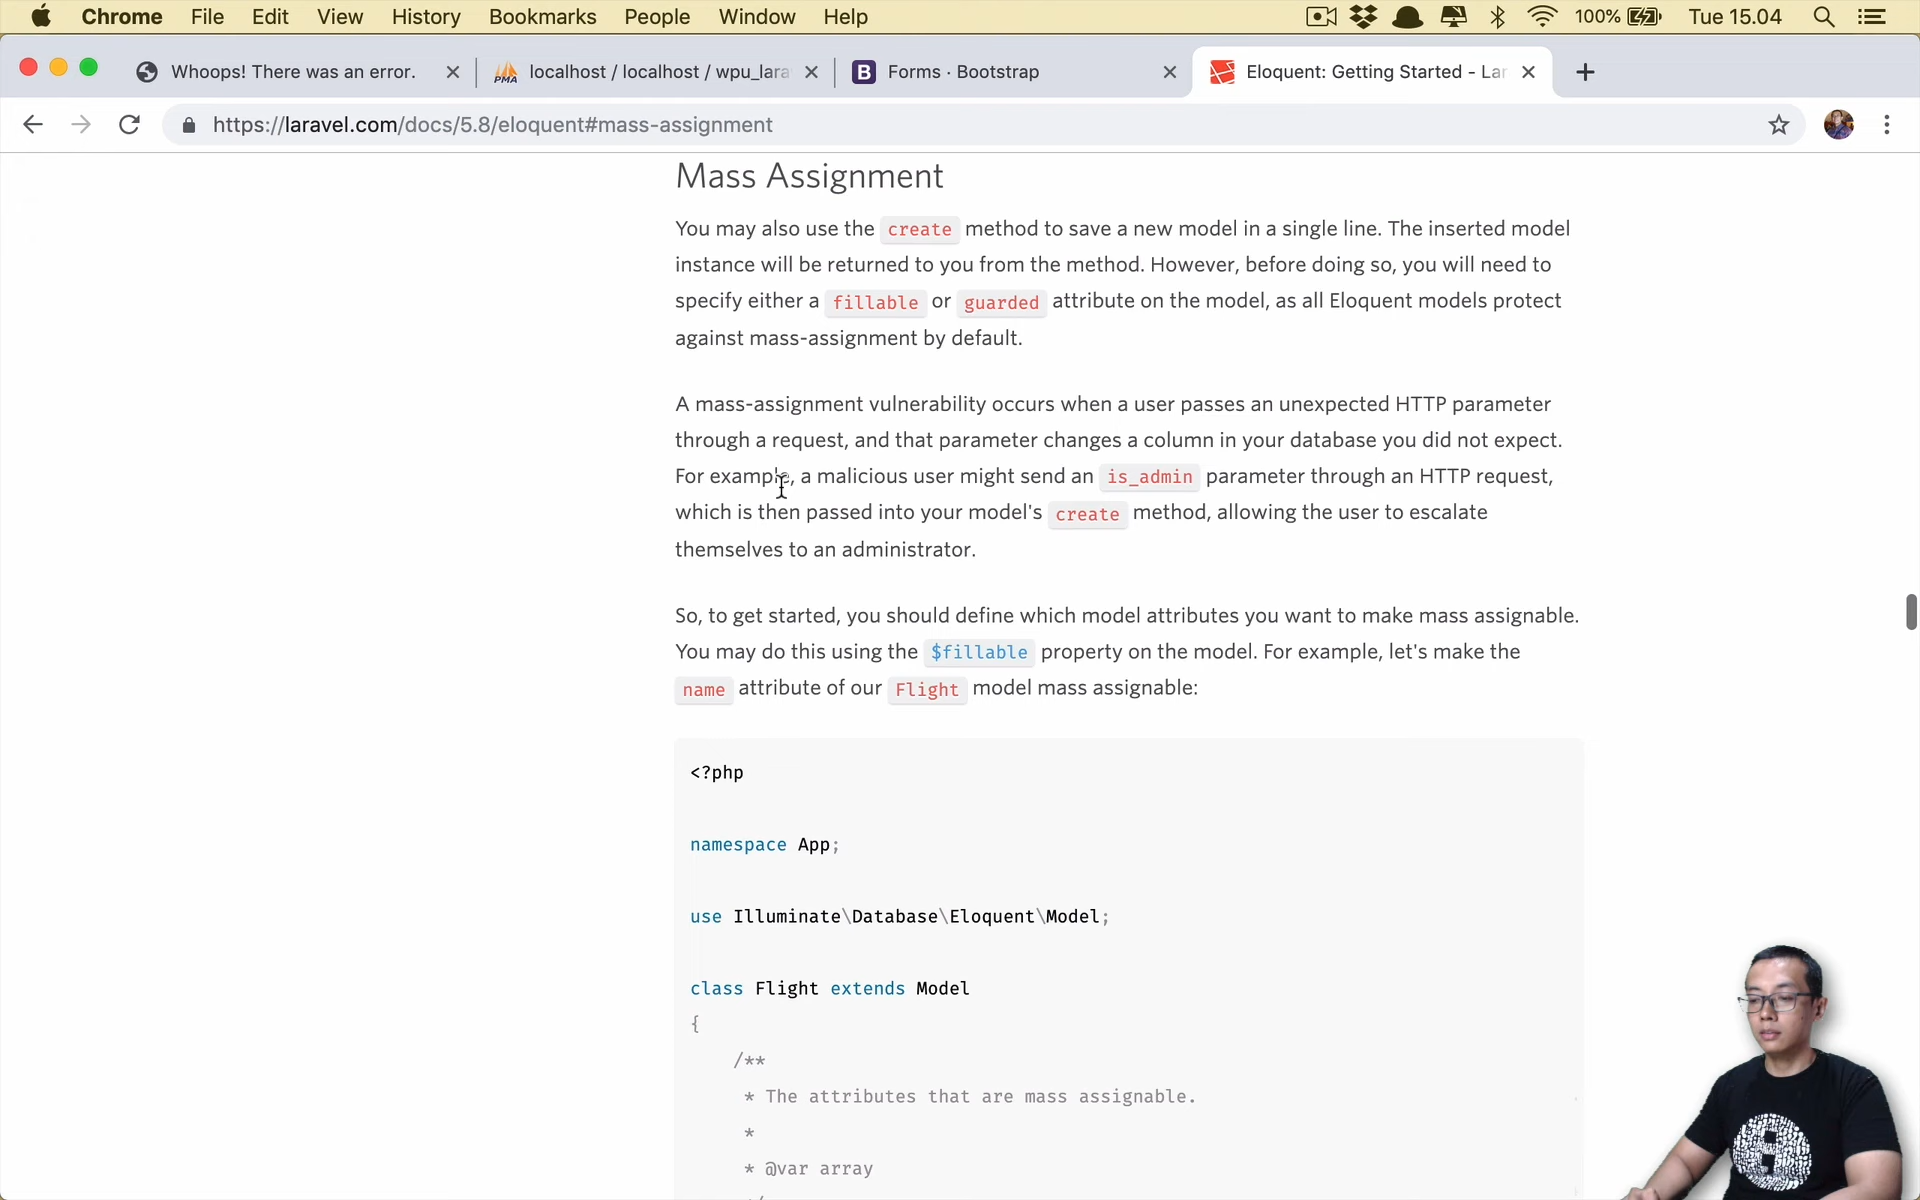 Chrome File Edit View History Bookmarks People Window Help 100% Tue 15.04
Whoops! There was an error. PMA localhost / localhost / wpu_lara B Forms · Bootstrap Eloquent: Getting Started - Lar
https://laravel.com/docs/5.8/eloquent#mass-assignment
Mass Assignment
You may also use the create method to save a new model in a single line. The inserted model
instance will be returned to you from the method. However, before doing so, you will need to
specify either a fillable or guarded attribute on the model, as all Eloquent models protect
against mass-assignment by default.
A mass-assignment vulnerability occurs when a user passes an unexpected HTTP parameter
through a request, and that parameter changes a column in your database you did not expect.
For example, a malicious user might send an is_admin parameter through an HTTP request,
which is then passed into your model's create method, allowing the user to escalate
themselves to an administrator.
So, to get started, you should define which model attributes you want to make mass assignable.
You may do this using the $fillable property on the model. For example, let's make the
name attribute of our Flight model mass assignable:
<?php
namespace App;
use Illuminate\Database\Eloquent\Model;
class Flight extends Model
{
/**
* The attributes that are mass assignable.
*
* @var array